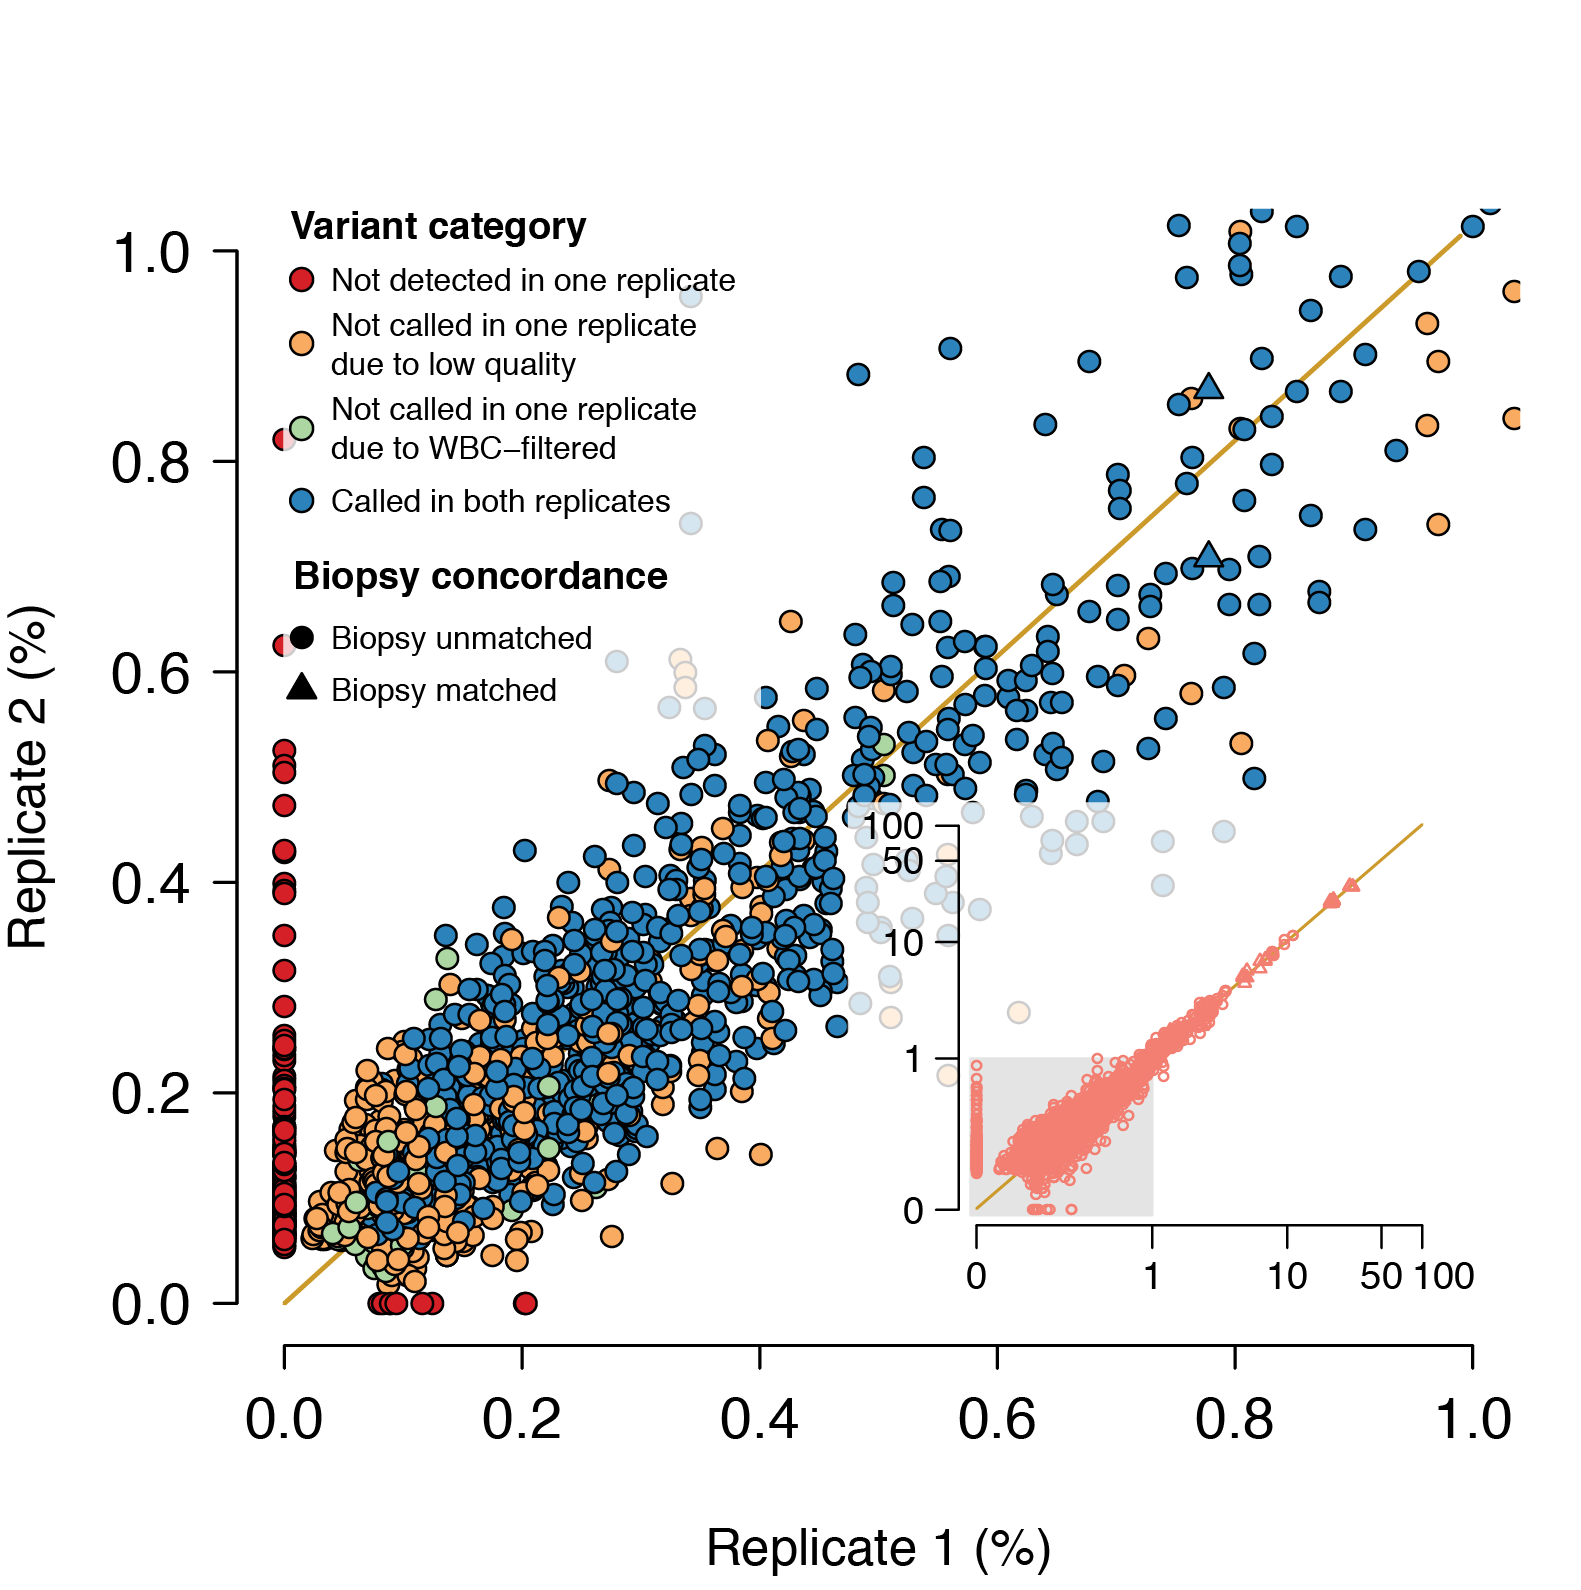 Variant category
Not detected in one replicate
Not called in one replicate
due to low quality
Not called in one replicate
due to WBC−filtered
Called in both replicates
Biopsy concordance
Biopsy unmatched
Biopsy matched
Replicate 2 (%)
1.0
0.8
0.6
0.4
0.2
0.0
100
50
10
1
0
0 1 10 50 100
0.0 0.2 0.4 0.6 0.8 1.0
Replicate 1 (%)